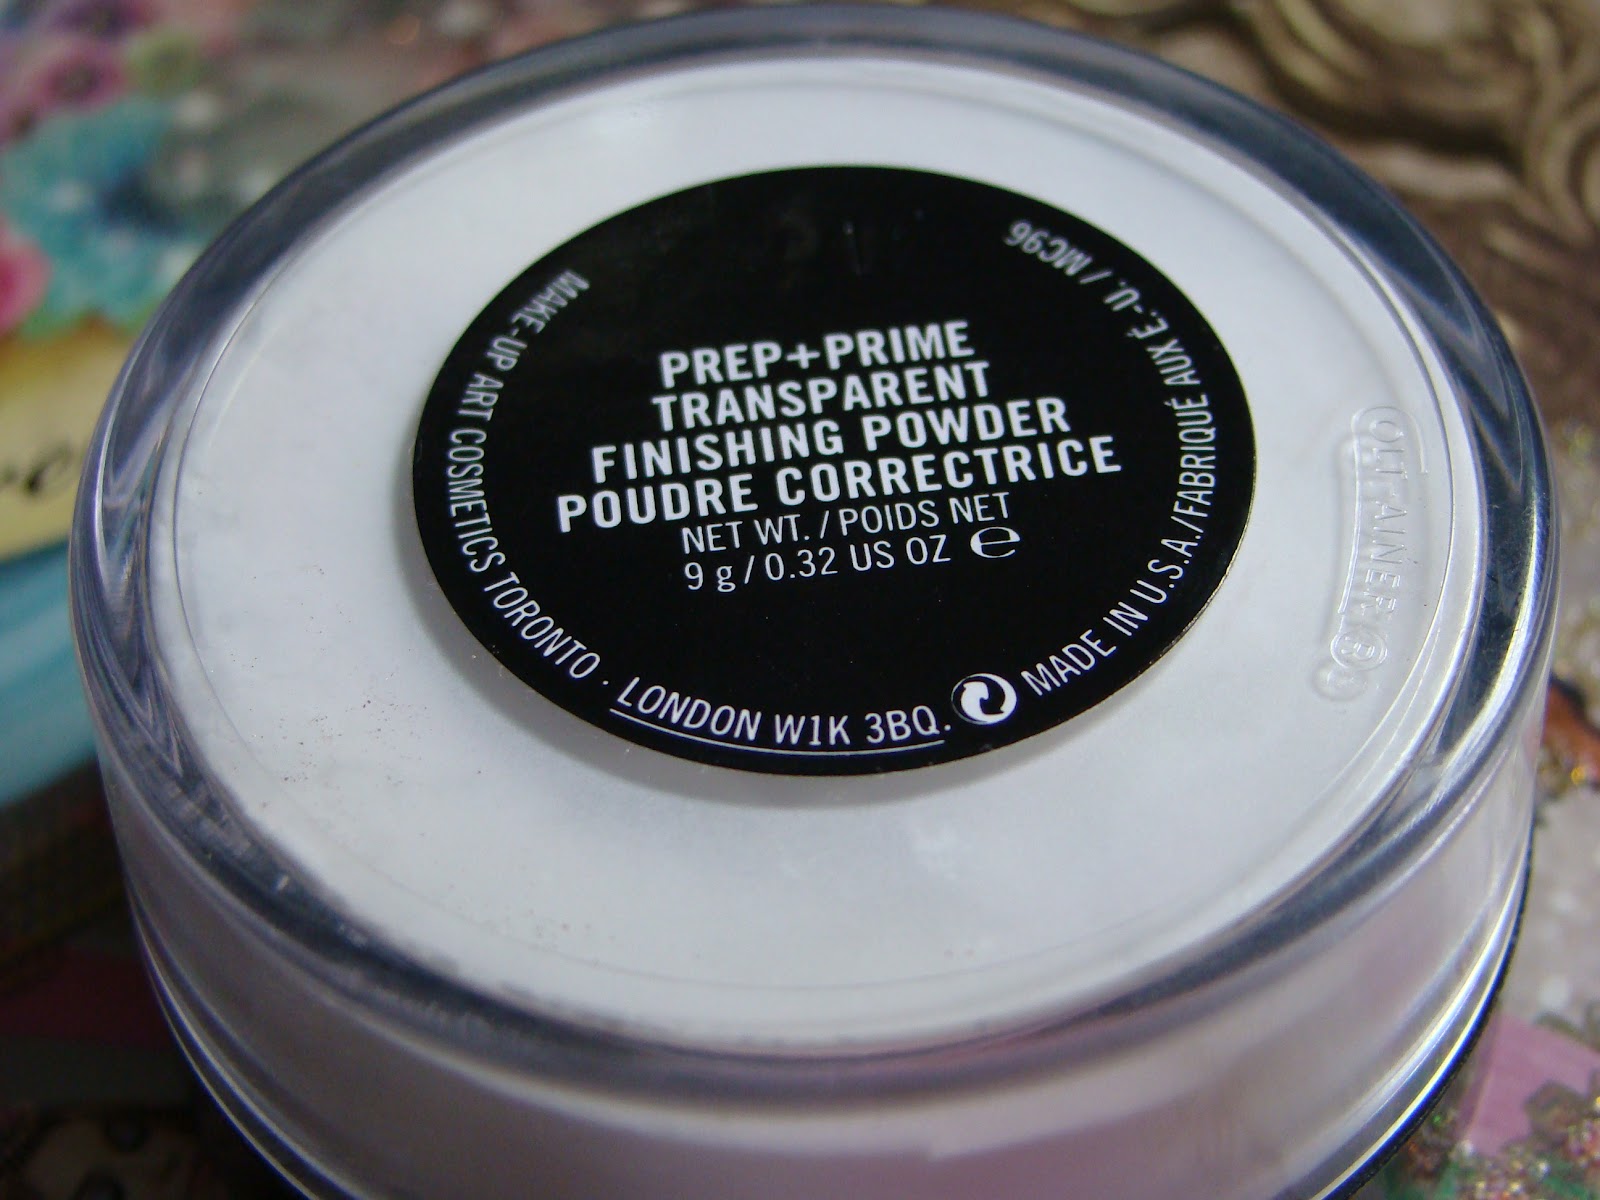 PREP+PRIME
TRANSPARENT
FINISHING POWDER
POUDRE CORRECTRICE
NET WT. / POIDS NET
9 g / 0.32 US OZ ℮
MAKE-UP ART COSMETICS TORONTO · LONDON W1K 3BQ. MADE IN U.S.A./FABRIQUÉ AUX É.-U. / MC96